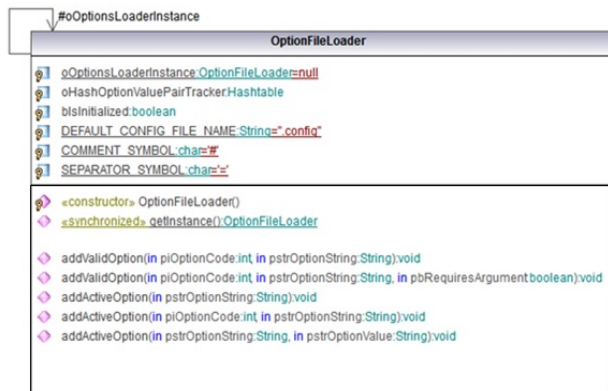 #oOptionsLoaderInstance
OptionFileLoader
oOptionsLoaderInstance:OptionFileLoader=null
oHashOptionValuePairTracker:Hashtable
bIsInitialized:boolean
DEFAULT_CONFIG_FILE_NAME:String=".config"
COMMENT_SYMBOL:char='#'
SEPARATOR_SYMBOL:char='='
«constructor» OptionFileLoader()
«synchronized» getInstance():OptionFileLoader
addValidOption(in piOptionCode:int, in pstrOptionString:String):void
addValidOption(in piOptionCode:int, in pstrOptionString:String, in pbRequiresArgument:boolean):void
addActiveOption(in pstrOptionString:String):void
addActiveOption(in piOptionCode:int, in pstrOptionString:String):void
addActiveOption(in pstrOptionString:String, in pstrOptionValue:String):void